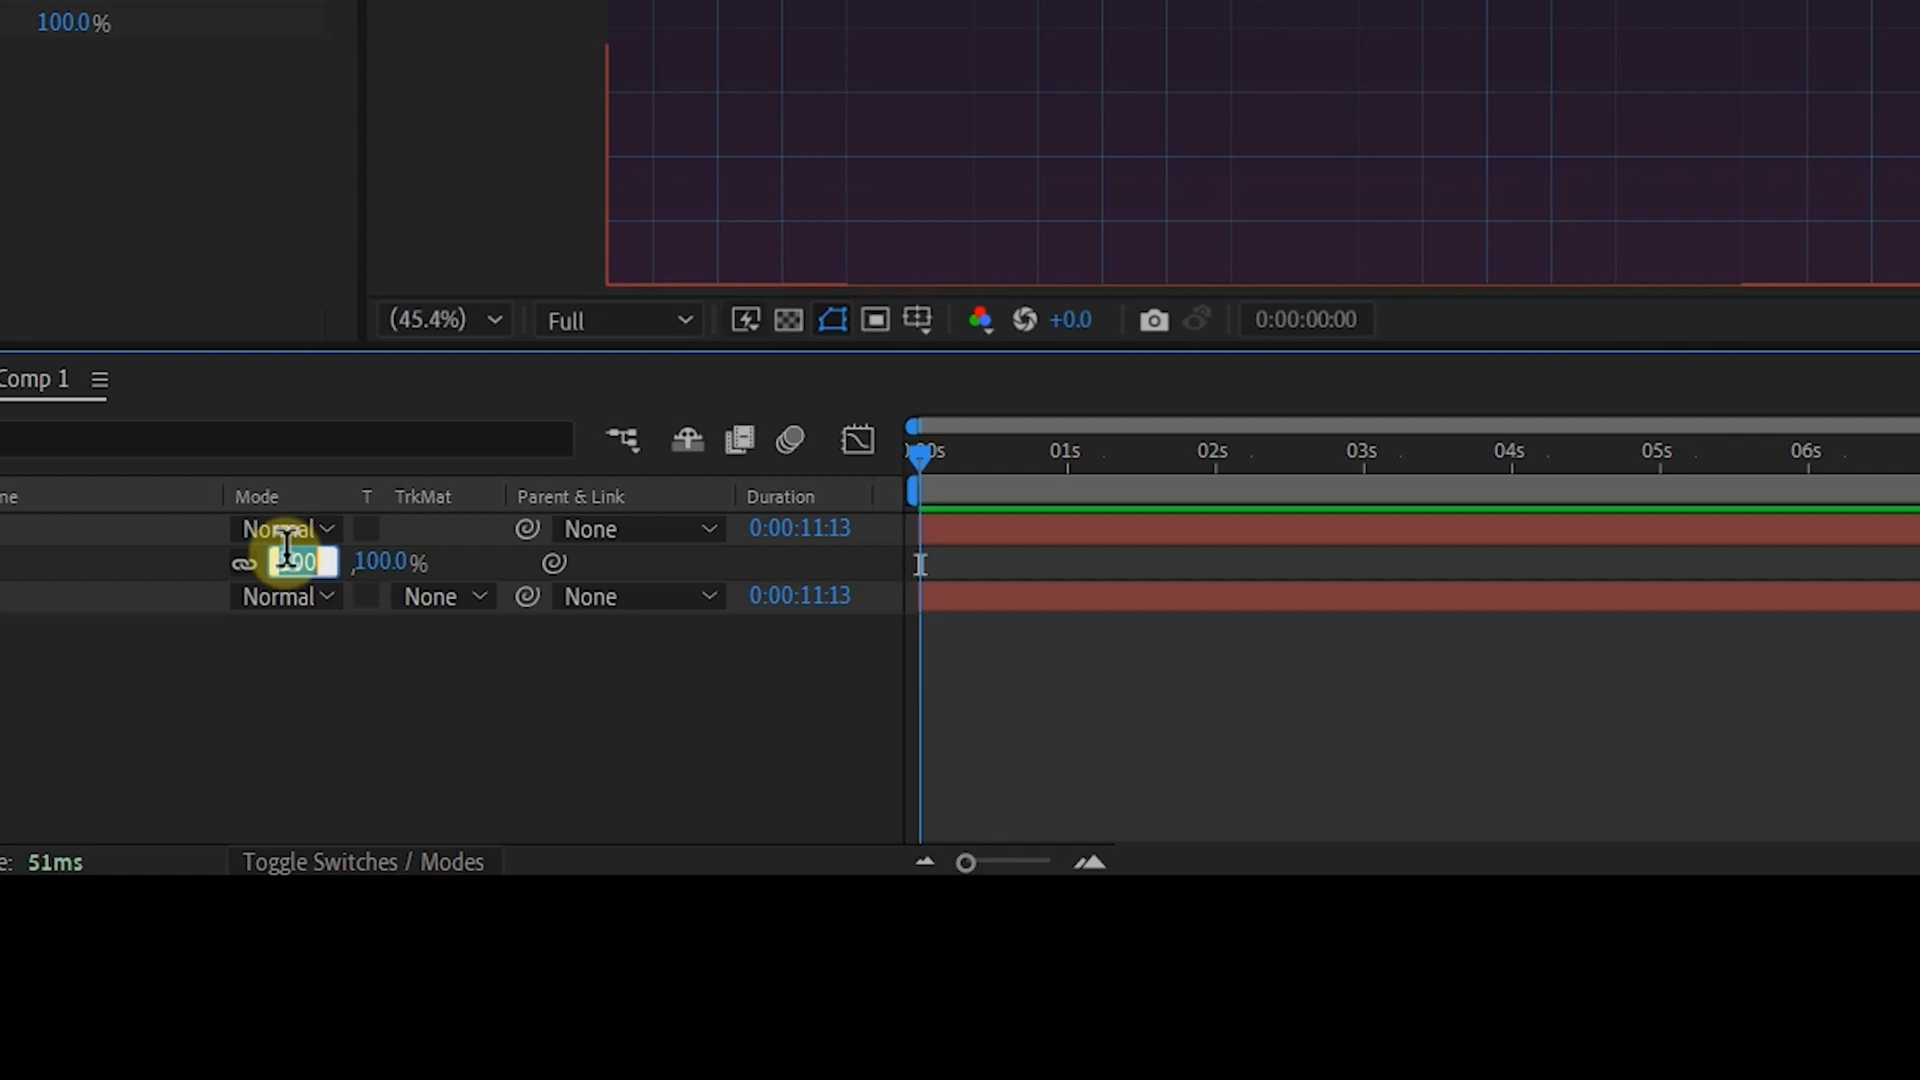 100.0%
(45.4%) Full +0.0 0:00:00:00
Comp 1
01s 02s 03s 04s 05s 06s
Mode T TrkMat Parent & Link Duration
Normal None 0:00:11:13
,100.0%
Normal None None 0:00:11:13
51ms Toggle Switches / Modes